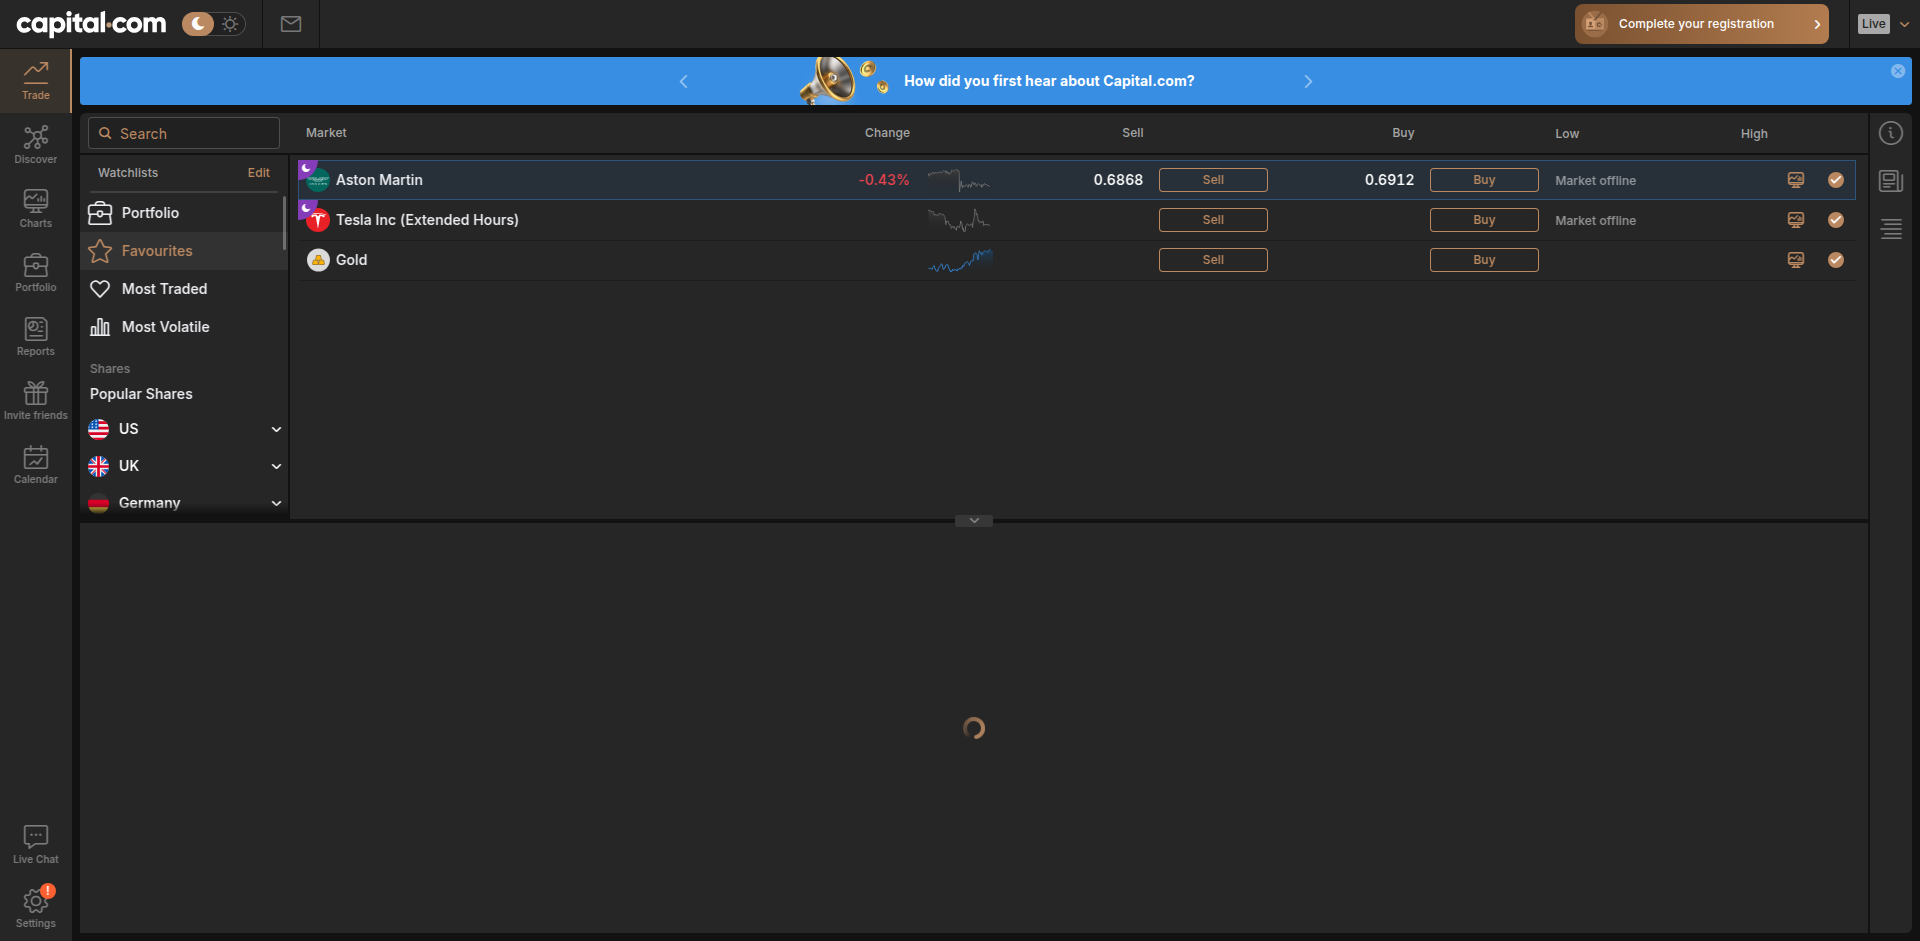 capital.com
Complete your registration
Live
Trade
Discover
Charts
Portfolio
Reports
Invite friends
Calendar
Live Chat
!
Settings
How did you first hear about Capital.com?
Search
Watchlists
Edit
Portfolio
Favourites
Most Traded
Most Volatile
Shares
Popular Shares
US
UK
Germany
Market Change Sell Buy Low High
Aston Martin -0.43% 0.6868 Sell 0.6912 Buy Market offline
Tesla Inc (Extended Hours) Sell Buy Market offline
Gold Sell Buy